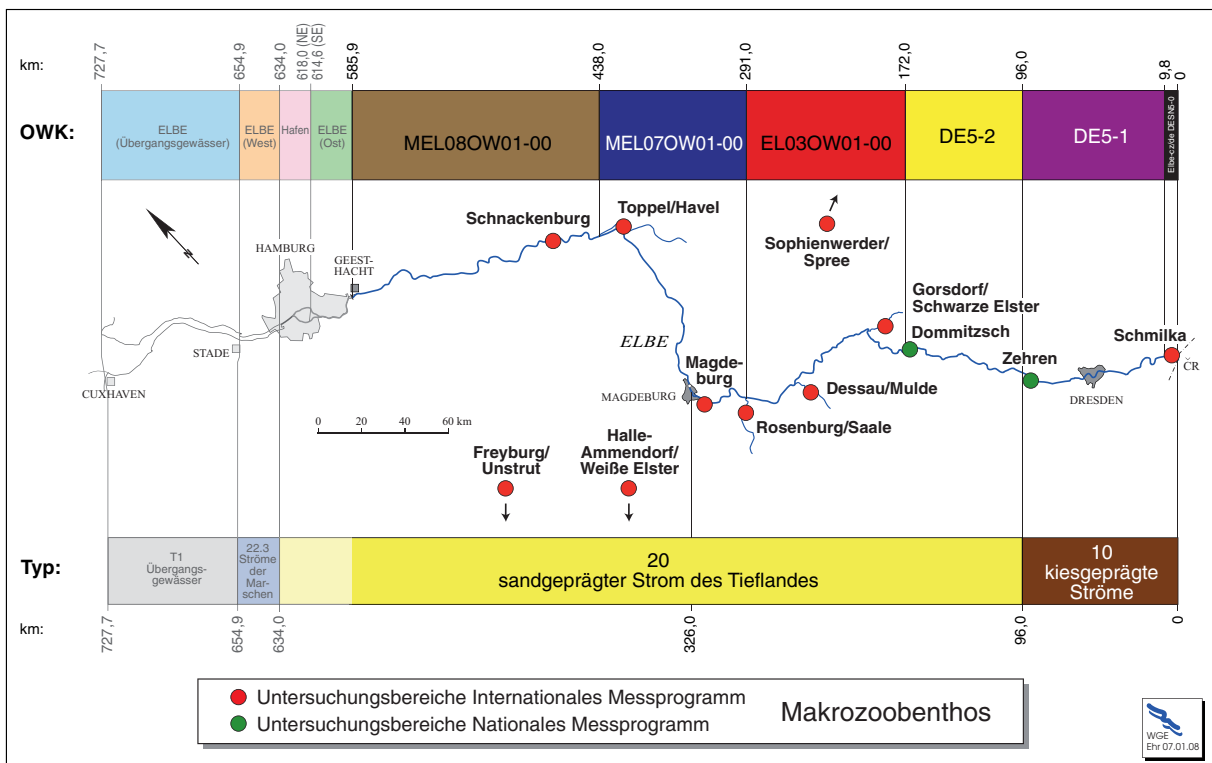 km:
727,7
654,9
634,0
618,0 (NE)
614,6 (SE)
585,9
438,0
291,0
172,0
96,0
9,8
0
OWK:
ELBE
(Übergangsgewässer)
ELBE
(West)
Hafen
ELBE
(Ost)
MEL08OW01-00
MEL07OW01-00
EL03OW01-00
DE5-2
DE5-1
Elbe-cz/de DESN5-0
N
Schnackenburg
Toppel/Havel
Sophienwerder/
Spree
HAMBURG
GEEST-
HACHT
Gorsdorf/
Schwarze Elster
Dommitzsch
Schmilka
STADE
ELBE
Zehren
ČR
CUXHAVEN
Magde-
burg
MAGDEBURG
Dessau/Mulde
DRESDEN
0 20 40 60 km
Rosenburg/Saale
Freyburg/
Unstrut
Halle-
Ammendorf/
Weiße Elster
Typ:
T1
Übergangs-
gewässer
22.3
Ströme
der
Mar-
schen
20
sandgeprägter Strom des Tieflandes
10
kiesgeprägte
Ströme
km:
727,7
654,9
634,0
326,0
96,0
0
Untersuchungsbereiche Internationales Messprogramm
Untersuchungsbereiche Nationales Messprogramm
Makrozoobenthos
WGE
Ehr 07.01.08